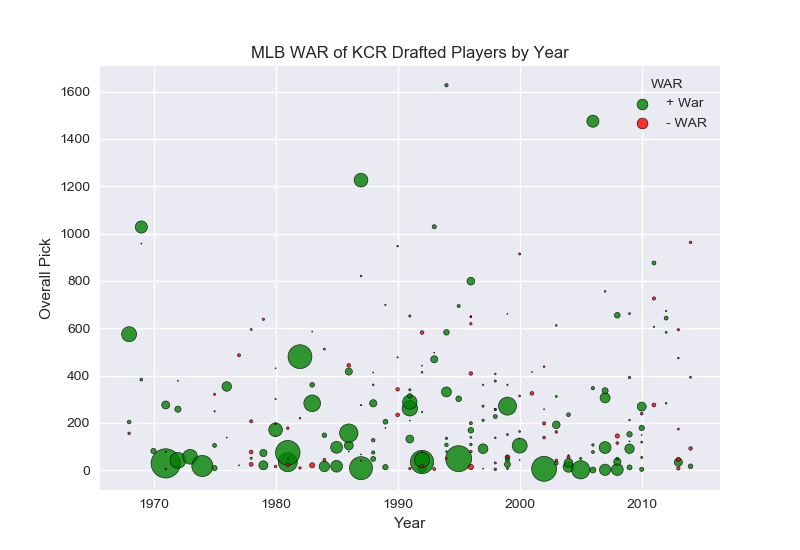 MLB WAR of KCR Drafted Players by Year
WAR
+ War
- WAR
1600
1400
1200
1000
800
600
400
200
0
Overall Pick
1970
1980
1990
2000
2010
Year